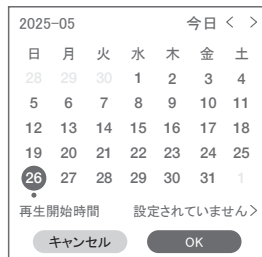 2025-05 今日 < >
日 月 火 水 木 金 土
28 29 30 1 2 3 4
5 6 7 8 9 10 11
12 13 14 15 16 17 18
19 20 21 22 23 24 25
26 27 28 29 30 31 1
再生開始時間 設定されていません>
キャンセル OK